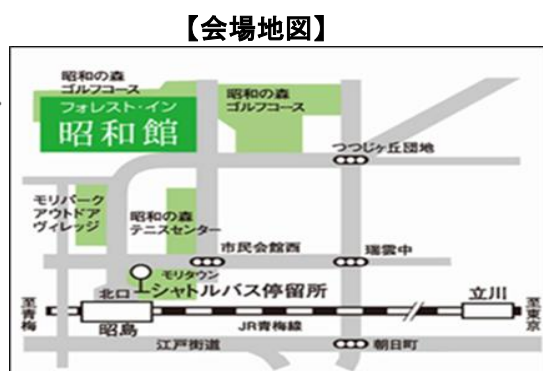 【会場地図】
昭和の森
ゴルフコース
フォレスト・イン
昭和館
昭和の森
ゴルフコース
つつじヶ丘団地
モリパーク
アウトドア
ヴィレッジ
昭和の森
テニスセンター
市民会館西
瑞雲中
モリタウン
シャトルバス停留所
北口
至青梅
昭島
JR青梅線
立川
至東京
江戸街道
朝日町